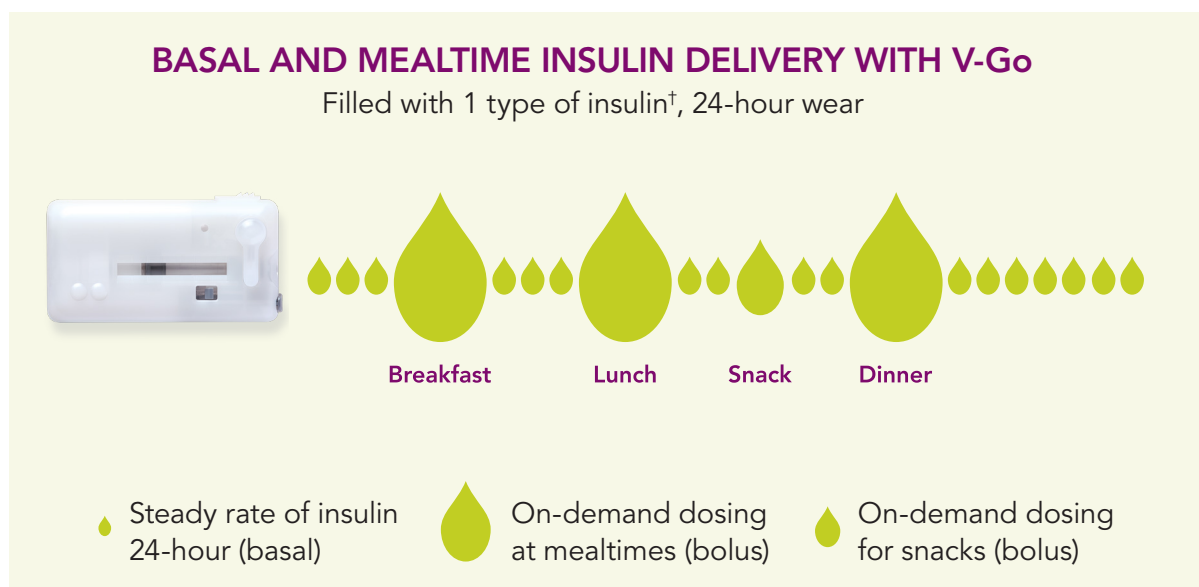 BASAL AND MEALTIME INSULIN DELIVERY WITH V-Go
Filled with 1 type of insulin†, 24-hour wear
Breakfast
Lunch
Snack
Dinner
Steady rate of insulin
24-hour (basal)
On-demand dosing
at mealtimes (bolus)
On-demand dosing
for snacks (bolus)